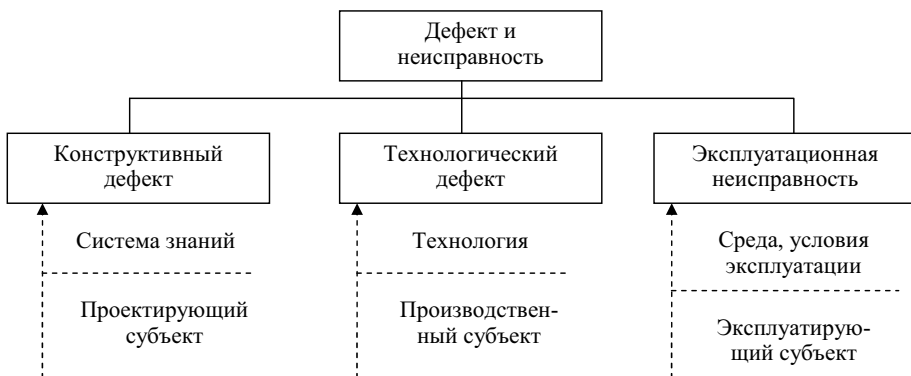 Дефект и
неисправность
Конструктивный
дефект
Технологический
дефект
Эксплуатационная
неисправность
Система знаний
Проектирующий
субъект
Технология
Производствен-
ный субъект
Среда, условия
эксплуатации
Эксплуатирую-
щий субъект